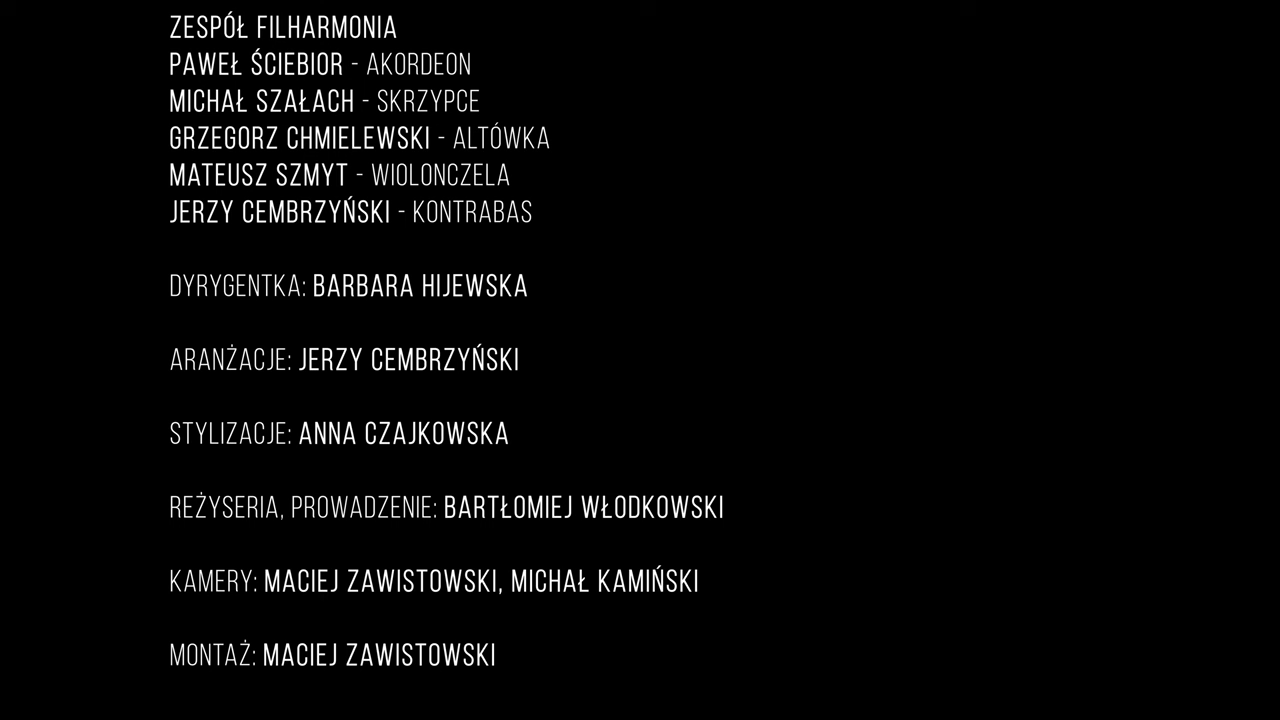 ZESPÓŁ FILHARMONIA
PAWEŁ ŚCIEBIOR - AKORDEON
MICHAŁ SZAŁACH - SKRZYPCE
GRZEGORZ CHMIELEWSKI - ALTÓWKA
MATEUSZ SZMYT - WIOLONCZELA
JERZY CEMBRZYŃSKI - KONTRABAS
DYRYGENTKA: BARBARA HIJEWSKA
ARANŻACJE: JERZY CEMBRZYŃSKI
STYLIZACJE: ANNA CZAJKOWSKA
REŻYSERIA, PROWADZENIE: BARTŁOMIEJ WŁODKOWSKI
KAMERY: MACIEJ ZAWISTOWSKI, MICHAŁ KAMIŃSKI
MONTAŻ: MACIEJ ZAWISTOWSKI